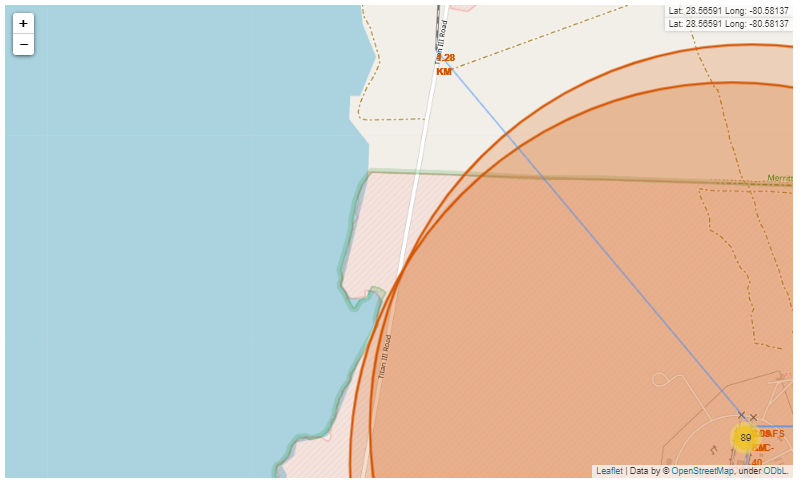 +
−
Lat: 28.56591 Long: -80.58137
Lat: 28.56591 Long: -80.58137
Titan III Road
1.28
KM
Merritt
Titan III Road
89
40
Leaflet | Data by © OpenStreetMap, under ODbL.